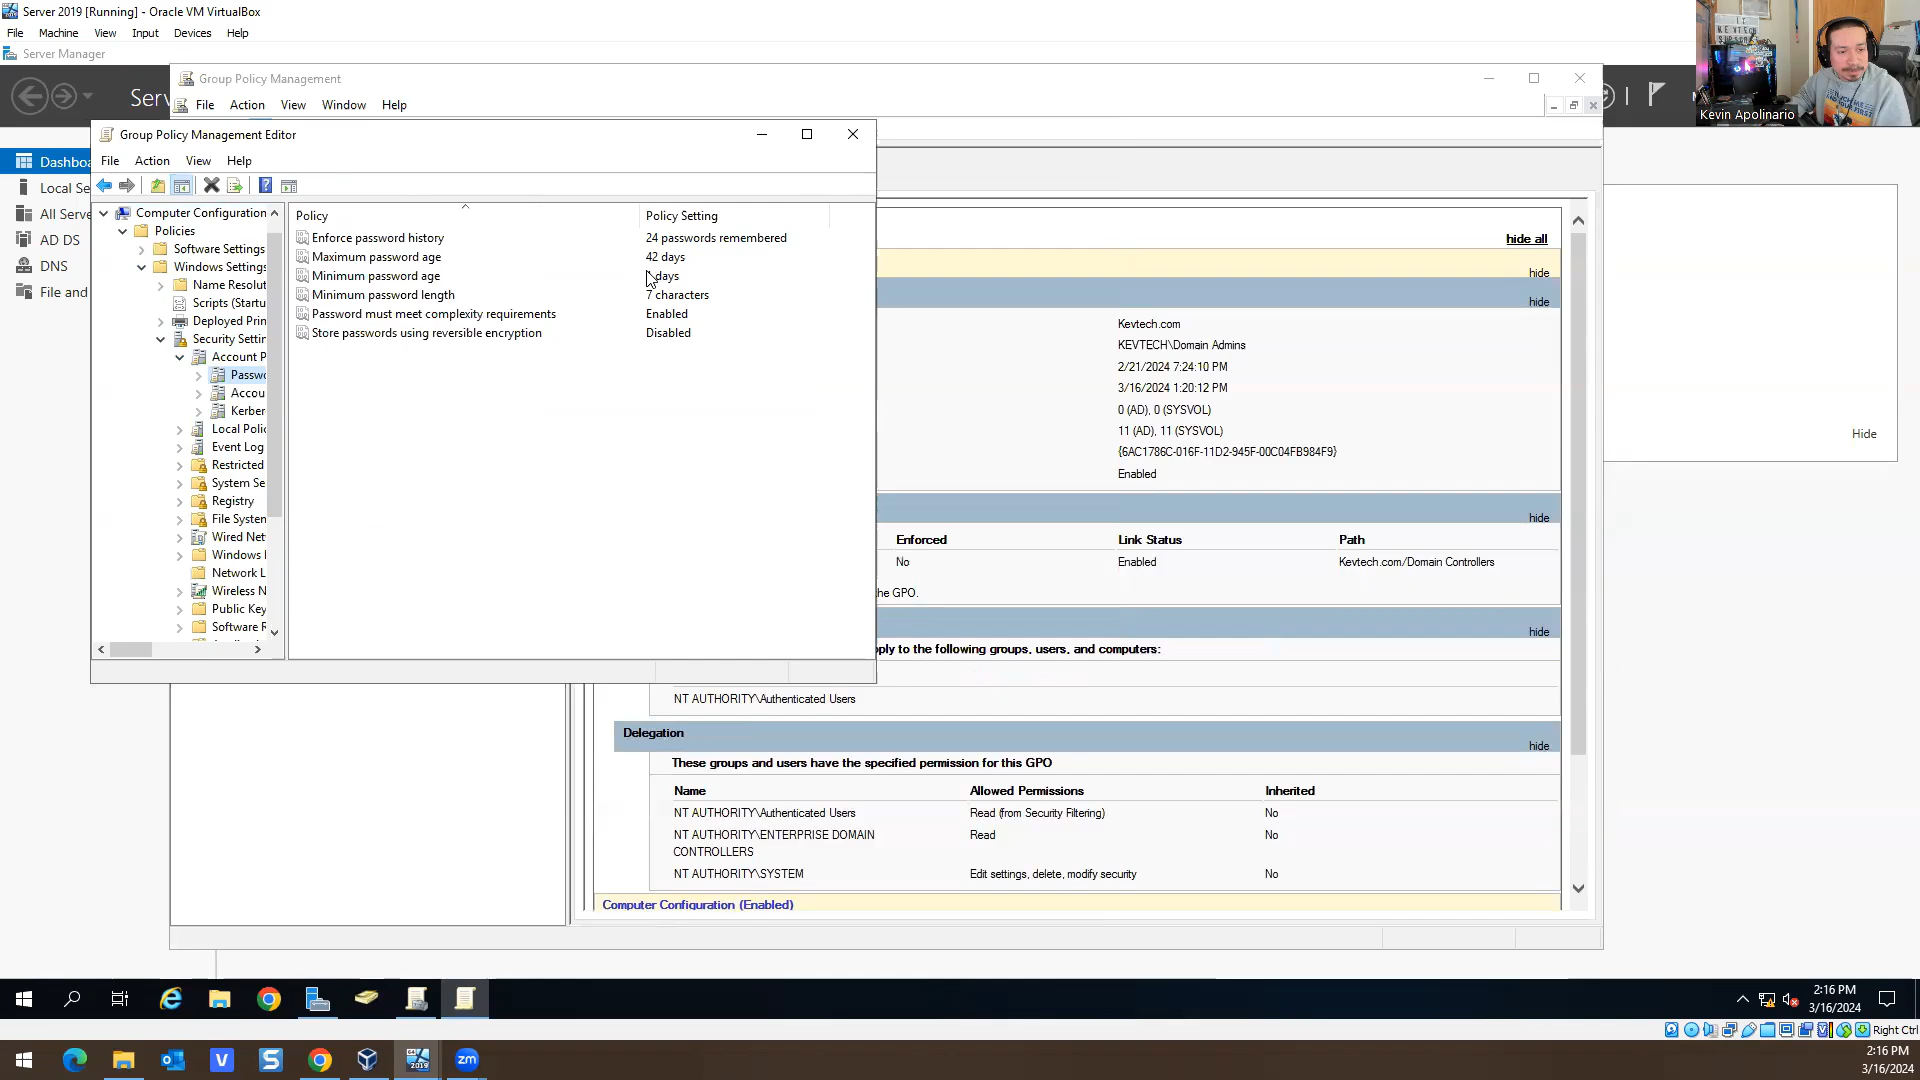 Server 2019 [Running] - Oracle VM VirtualBox
File Machine View Input Devices Help
Server Manager
Group Policy Management
File Action View Window Help
Kevin Apolinario
Group Policy Management Editor
File Action View Help
Dashboa
Local Se
All Serve
AD DS
DNS
File and
Computer Configuration
Policies
Software Settings
Windows Settings
Name Resolut
Scripts (Startu
Deployed Prin
Security Settin
Account P
Passwo
Accou
Kerber
Local Polic
Event Log
Restricted
System Se
Registry
File System
Wired Net
Windows
Network L
Wireless N
Public Key
Software R
Policy Policy Setting
Enforce password history 24 passwords remembered
Maximum password age 42 days
Minimum password age days
Minimum password length 7 characters
Password must meet complexity requirements Enabled
Store passwords using reversible encryption Disabled
hide all
hide
hide
Kevtech.com
KEVTECH\Domain Admins
2/21/2024 7:24:10 PM
3/16/2024 1:20:12 PM
0 (AD), 0 (SYSVOL)
11 (AD), 11 (SYSVOL)
{6AC1786C-016F-11D2-945F-00C04FB984F9}
Enabled
Hide
hide
Enforced Link Status Path
No Enabled Kevtech.com/Domain Controllers
he GPO.
hide
ply to the following groups, users, and computers:
NT AUTHORITY\Authenticated Users
Delegation
hide
These groups and users have the specified permission for this GPO
Name Allowed Permissions Inherited
NT AUTHORITY\Authenticated Users Read (from Security Filtering) No
NT AUTHORITY\ENTERPRISE DOMAIN CONTROLLERS Read No
NT AUTHORITY\SYSTEM Edit settings, delete, modify security No
Computer Configuration (Enabled)
2:16 PM
3/16/2024
Right Ctrl
2:16 PM
3/16/2024